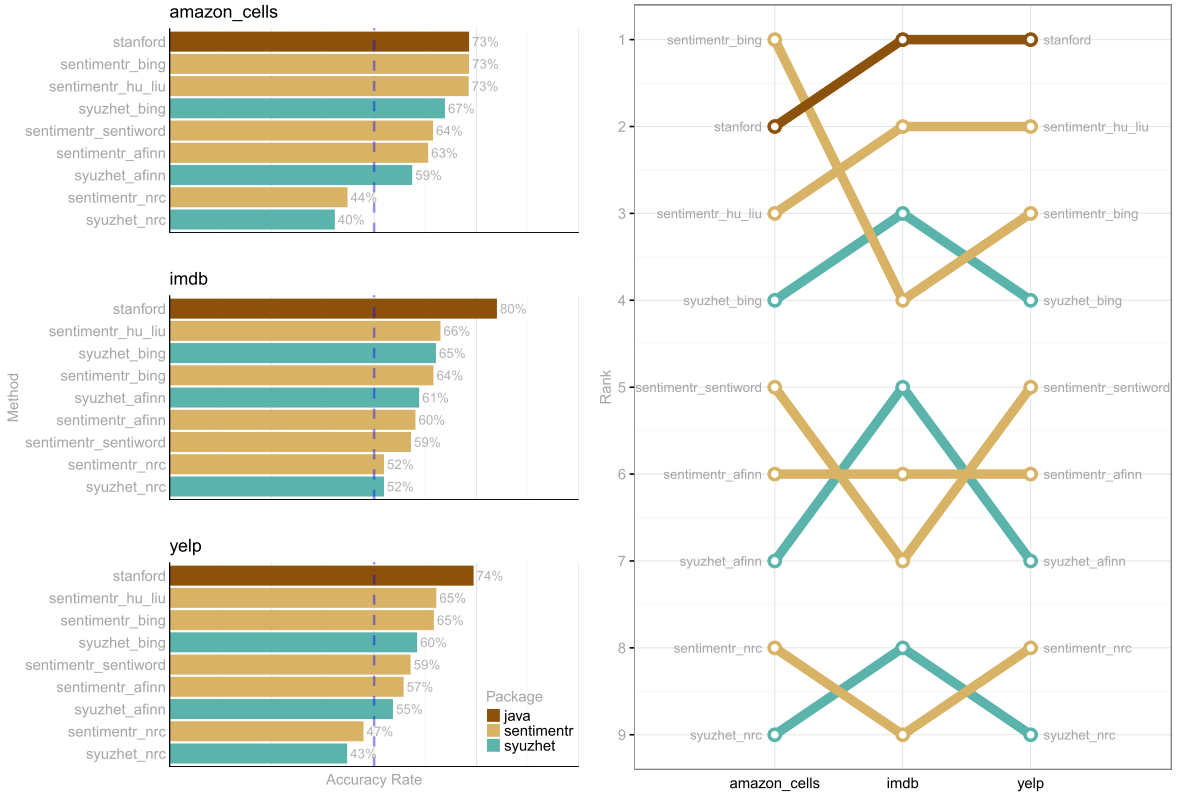 amazon_cells
stanford 73%
sentimentr_bing 73%
sentimentr_hu_liu 73%
syuzhet_bing 67%
sentimentr_sentiword 64%
sentimentr_afinn 63%
syuzhet_afinn 59%
sentimentr_nrc 44%
syuzhet_nrc 40%
imdb
stanford 80%
sentimentr_hu_liu 66%
syuzhet_bing 65%
sentimentr_bing 64%
syuzhet_afinn 61%
sentimentr_afinn 60%
sentimentr_sentiword 59%
sentimentr_nrc 52%
syuzhet_nrc 52%
Method
yelp
stanford 74%
sentimentr_hu_liu 65%
sentimentr_bing 65%
syuzhet_bing 60%
sentimentr_sentiword 59%
sentimentr_afinn 57%
syuzhet_afinn 55%
sentimentr_nrc 47%
syuzhet_nrc 43%
Package
java
sentimentr
syuzhet
Accuracy Rate
Rank
1 sentimentr_bing stanford
2 stanford sentimentr_hu_liu
3 sentimentr_hu_liu sentimentr_bing
4 syuzhet_bing syuzhet_bing
5 sentimentr_sentiword sentimentr_sentiword
6 sentimentr_afinn sentimentr_afinn
7 syuzhet_afinn syuzhet_afinn
8 sentimentr_nrc sentimentr_nrc
9 syuzhet_nrc syuzhet_nrc
amazon_cells imdb yelp